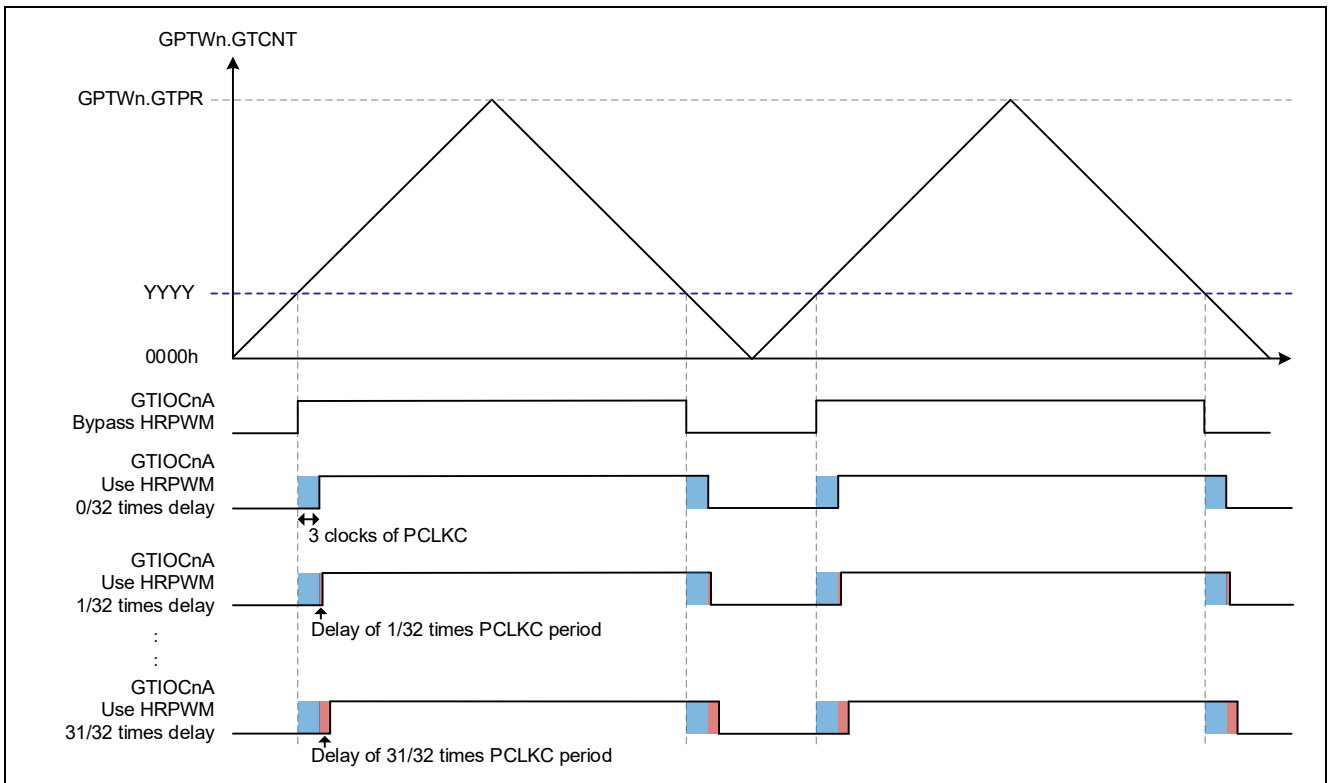 GPTWn.GTCNT
GPTWn.GTPR
YYYY
0000h
GTIOCnA
Bypass HRPWM
GTIOCnA
Use HRPWM
0/32 times delay
3 clocks of PCLKC
GTIOCnA
Use HRPWM
1/32 times delay
Delay of 1/32 times PCLKC period
:
:
GTIOCnA
Use HRPWM
31/32 times delay
Delay of 31/32 times PCLKC period